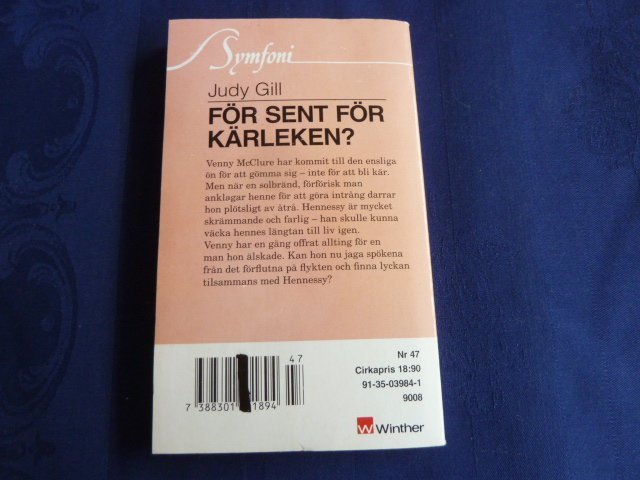 Symfoni
Judy Gill
FÖR SENT FÖR
KÄRLEKEN?
Venny McClure har kommit till den ensliga
ön för att gömma sig – inte för att bli kär.
Men när en solbränd, förförisk man
anklagar henne för att göra intrång darrar
hon plötsligt av åtrå. Hennessy är mycket
skrämmande och farlig – han skulle kunna
väcka hennes längtan till liv igen.
Venny har en gång offrat allting för en
man hon älskade. Kan hon nu jaga spökena
från det förflutna på flykten och finna lyckan
tillsammans med Hennessy?
47
7 388301 1894
Nr 47
Cirkapris 18:90
91-35-03984-1
9008
W Winther